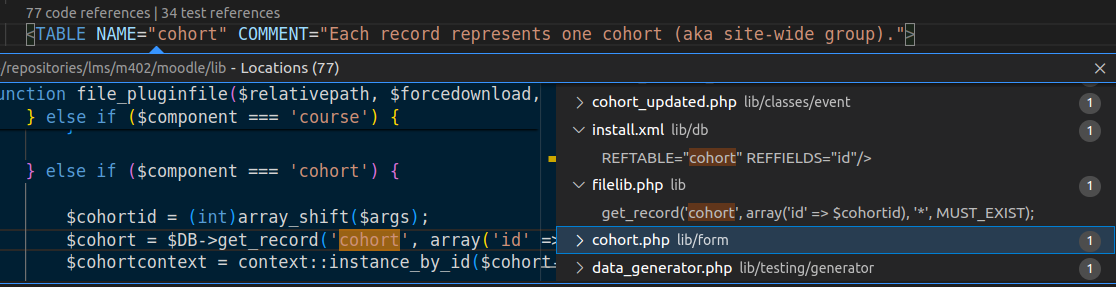 77 code references | 34 test references
<TABLE NAME="cohort" COMMENT="Each record represents one cohort (aka site-wide group).">
/repositories/lms/m402/moodle/lib - Locations (77)
unction file_pluginfile($relativepath, $forcedownload,
} else if ($component === 'course') {
}
} else if ($component === 'cohort') {
$cohortid = (int)array_shift($args);
$cohort = $DB->get_record('cohort', array('id' =>
$cohortcontext = context::instance_by_id($cohort
cohort_updated.php lib/classes/event 1
install.xml lib/db 1
REFTABLE="cohort" REFFIELDS="id"/>
filelib.php lib 1
get_record('cohort', array('id' => $cohortid), '*', MUST_EXIST);
cohort.php lib/form 1
data_generator.php lib/testing/generator 1